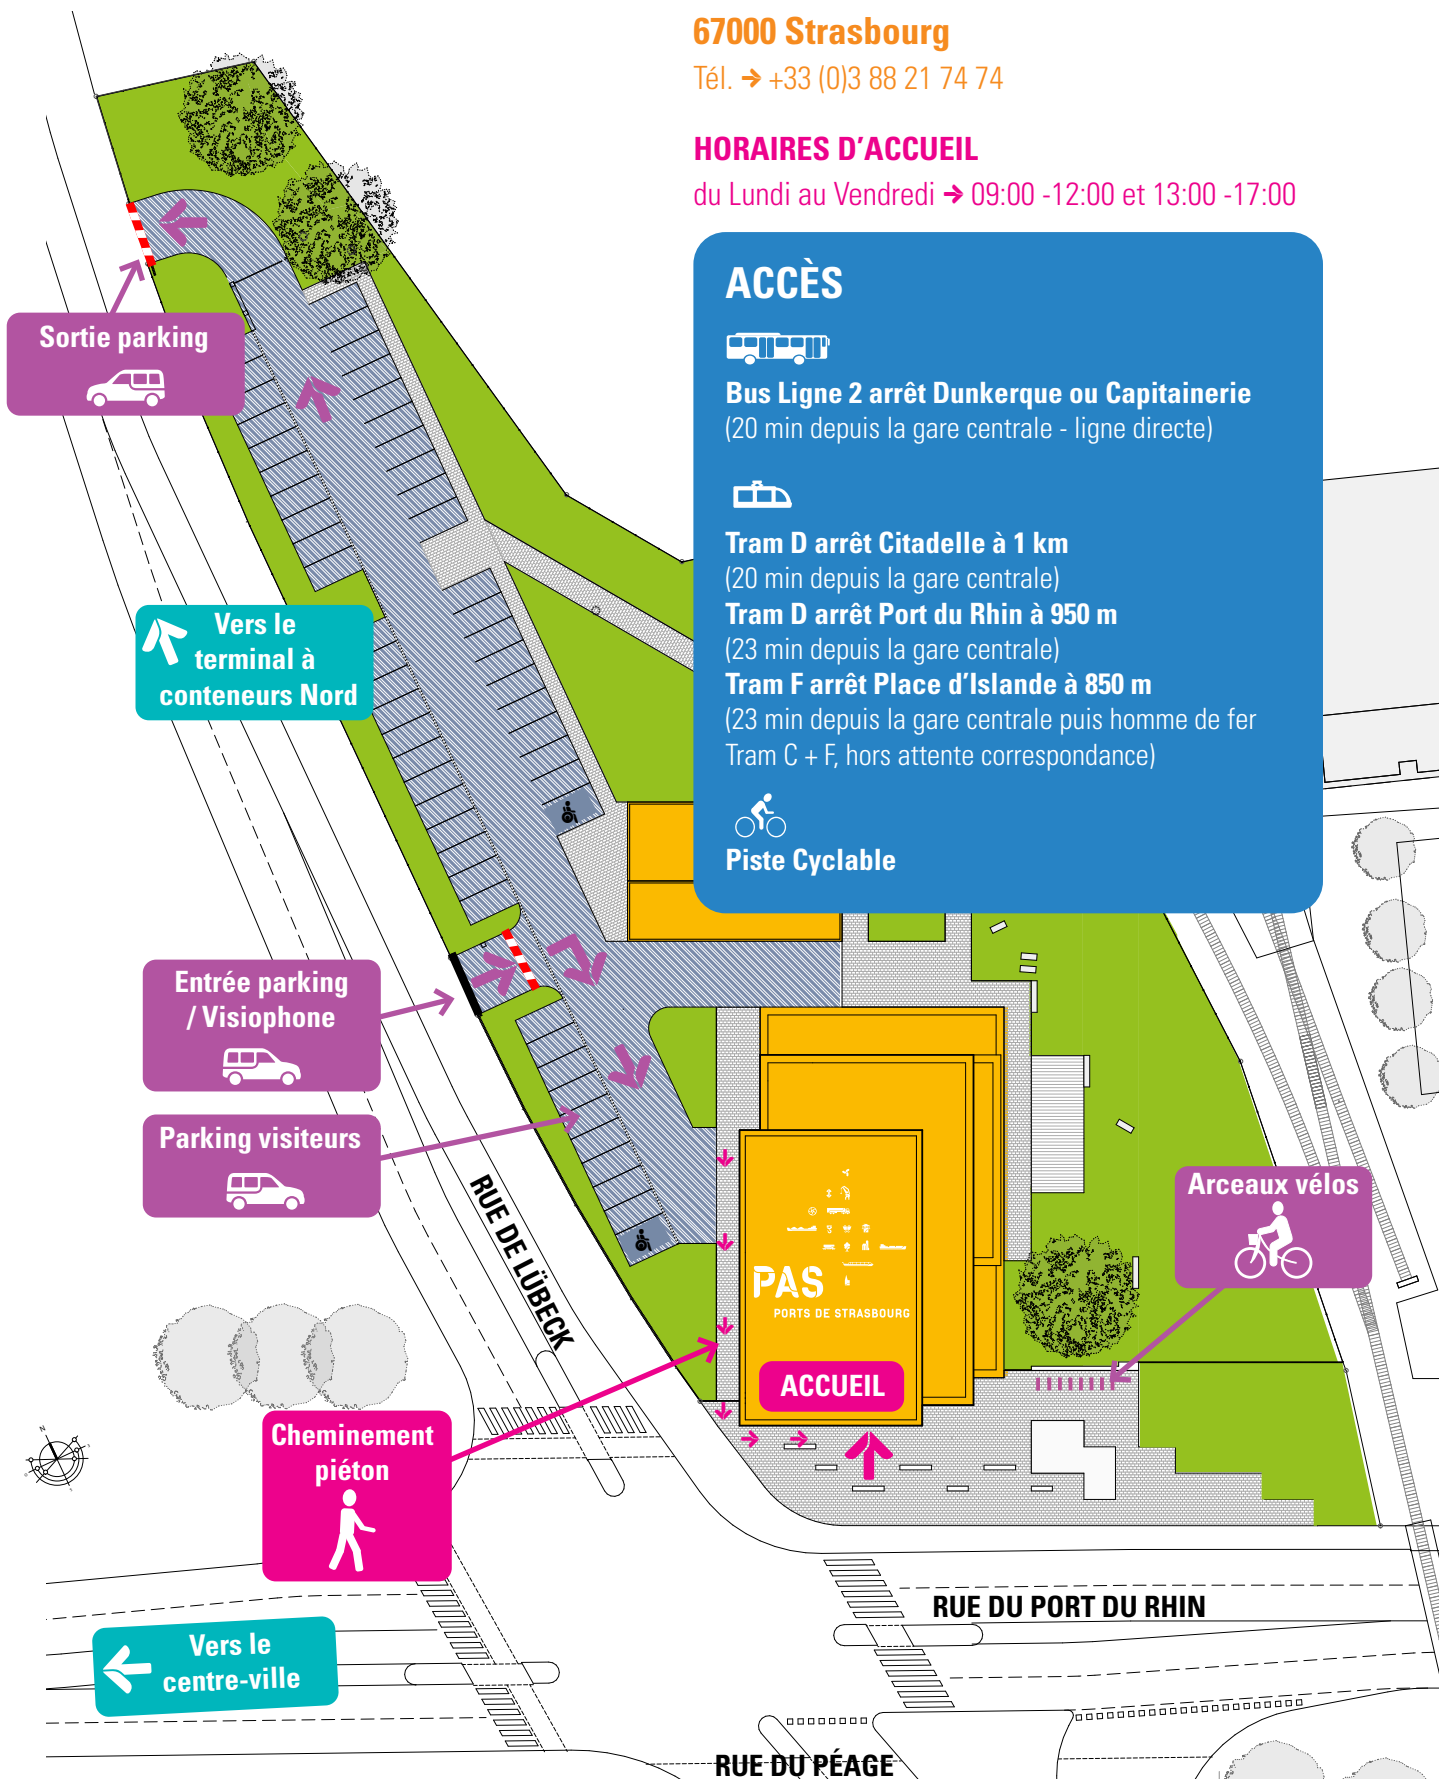 67000 Strasbourg
Tél. → +33 (0)3 88 21 74 74
HORAIRES D'ACCUEIL
du Lundi au Vendredi → 09:00 -12:00 et 13:00 -17:00
ACCÈS
Bus Ligne 2 arrêt Dunkerque ou Capitainerie
(20 min depuis la gare centrale - ligne directe)
Tram D arrêt Citadelle à 1 km
(20 min depuis la gare centrale)
Tram D arrêt Port du Rhin à 950 m
(23 min depuis la gare centrale)
Tram F arrêt Place d'Islande à 850 m
(23 min depuis la gare centrale puis homme de fer
Tram C + F, hors attente correspondance)
Piste Cyclable
Sortie parking
Vers le
terminal à
conteneurs Nord
Entrée parking
/ Visiophone
Parking visiteurs
RUE DE LÜBECK
Arceaux vélos
PAS
PORTS DE STRASBOURG
ACCUEIL
Cheminement
piéton
RUE DU PORT DU RHIN
Vers le
centre-ville
RUE DU PÉAGE